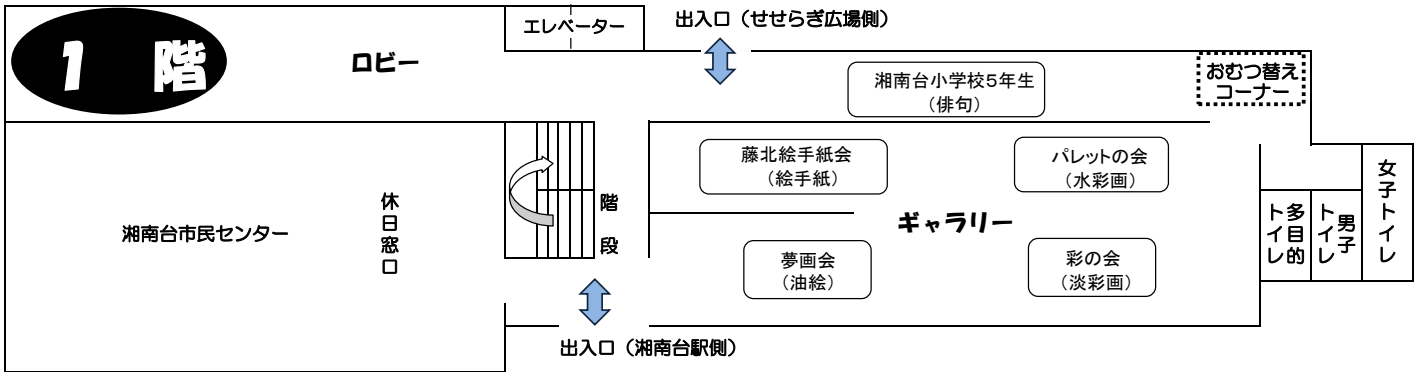 1 階
ロビー
エレベーター
出入口（せせらぎ広場側）
湘南台小学校5年生
（俳句）
おむつ替え
コーナー
藤北絵手紙会
（絵手紙）
パレットの会
（水彩画）
女子トイレ
男子
トイレ
多目的
トイレ
階段
休日窓口
湘南台市民センター
ギャラリー
夢画会
（油絵）
彩の会
（淡彩画）
出入口（湘南台駅側）